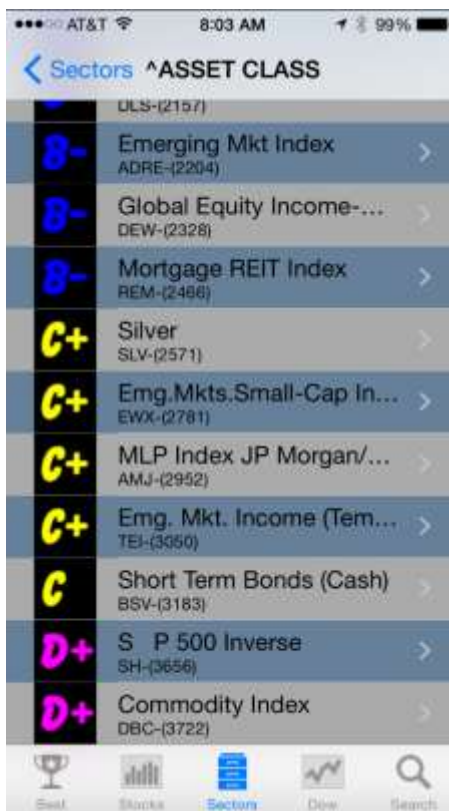 AT&T 8:03 AM 99%
Sectors ^ASSET CLASS
DLS-(2157)
B- Emerging Mkt Index
ADRE-(2204)
B- Global Equity Income-...
DEW-(2328)
B- Mortgage REIT Index
REM-(2466)
C+ Silver
SLV-(2571)
C+ Emg.Mkts.Small-Cap In...
EWX-(2781)
C+ MLP Index JP Morgan/...
AMJ-(2952)
C+ Emg. Mkt. Income (Tem...
TEI-(3050)
C Short Term Bonds (Cash)
BSV-(3183)
D+ S P 500 Inverse
SH-(3656)
D+ Commodity Index
DBC-(3722)
Best Stocks Sectors Dow Search